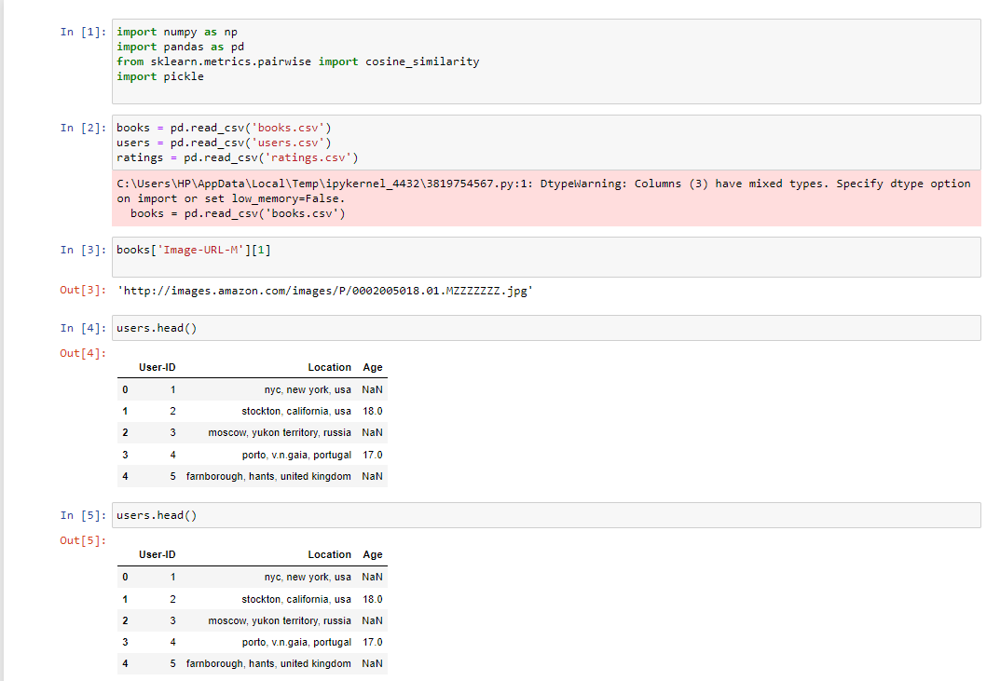 In [1]: import numpy as np
import pandas as pd
from sklearn.metrics.pairwise import cosine_similarity
import pickle
In [2]: books = pd.read_csv('books.csv')
users = pd.read_csv('users.csv')
ratings = pd.read_csv('ratings.csv')
C:\Users\HP\AppData\Local\Temp\ipykernel_4432\3819754567.py:1: DtypeWarning: Columns (3) have mixed types. Specify dtype option
on import or set low_memory=False.
books = pd.read_csv('books.csv')
In [3]: books['Image-URL-M'][1]
Out[3]: 'http://images.amazon.com/images/P/0002005018.01.MZZZZZZZ.jpg'
In [4]: users.head()
Out[4]:
User-ID Location Age
0 1 nyc, new york, usa NaN
1 2 stockton, california, usa 18.0
2 3 moscow, yukon territory, russia NaN
3 4 porto, v.n.gaia, portugal 17.0
4 5 farnborough, hants, united kingdom NaN
In [5]: users.head()
Out[5]:
User-ID Location Age
0 1 nyc, new york, usa NaN
1 2 stockton, california, usa 18.0
2 3 moscow, yukon territory, russia NaN
3 4 porto, v.n.gaia, portugal 17.0
4 5 farnborough, hants, united kingdom NaN